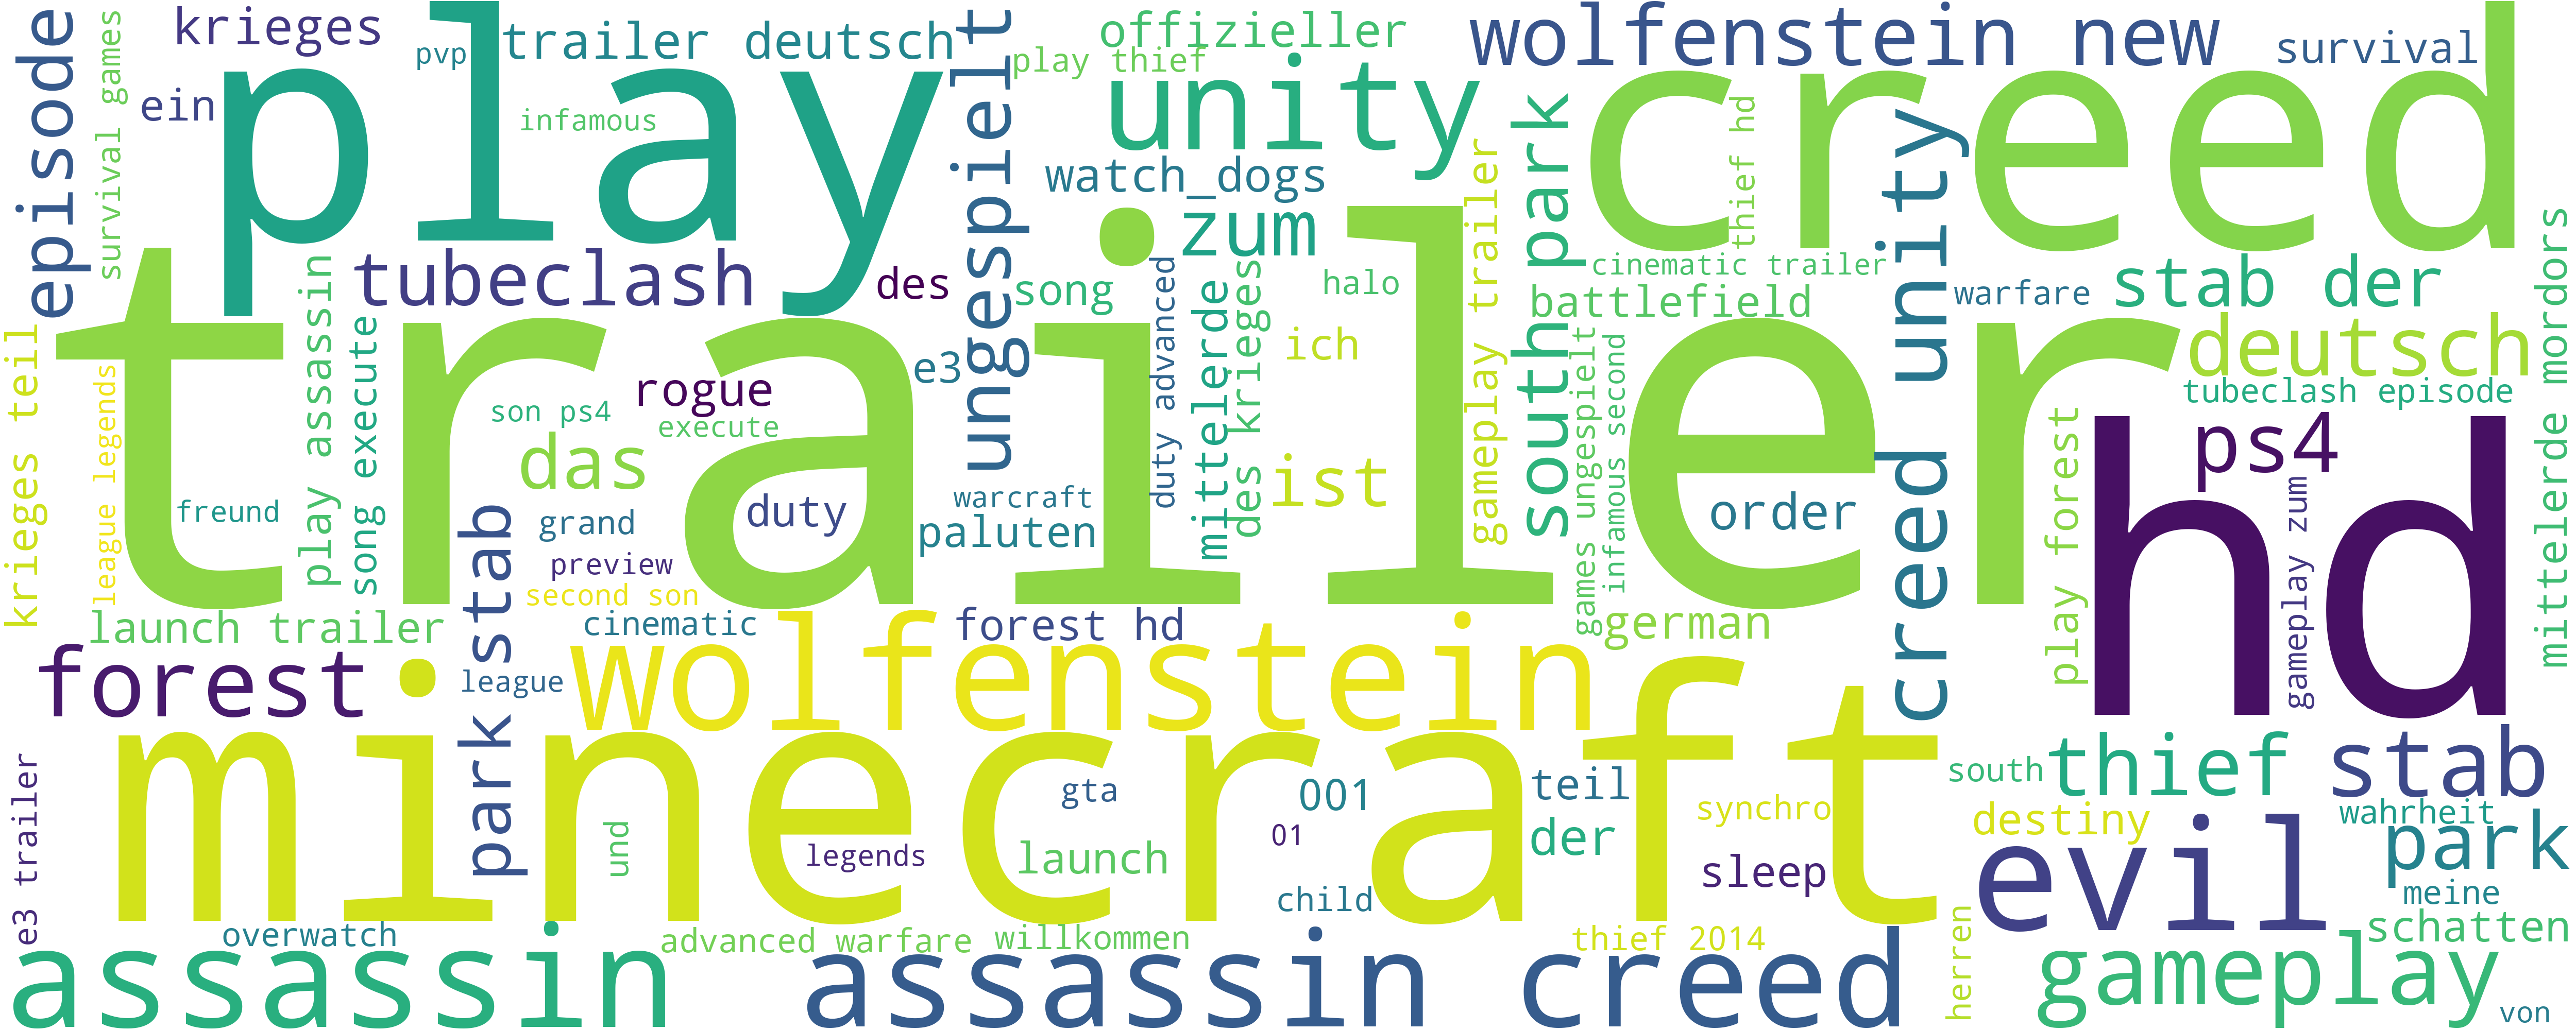 episode
survival games
krieges
pvp
trailer deutsch
ein
play
infamous
ungespielt
offizieller
play thief
unity
watch_dogs
zum
wolfenstein new
survival
creed
thief hd
south park
gameplay trailer
creed unity
cinematic trailer
battlefield
warfare
stab der
deutsch
tubeclash episode
mittelerde mordors
tubeclash
des
song
halo
duty advanced
mittelerde
des krieges
ich
e3
trailer
krieges teil
league legends
play assassin
song execute
rogue
son ps4
execute
das
duty
freund
grand
preview
second son
warcraft
paluten
ist
games ungespielt
infamous second
order
play forest
ps4
hd
gameplay zum
launch trailer
park stab
cinematic
forest hd
german
forest
league
wolfenstein
minecraft
e3 trailer
und
gta
001
01
legends
launch
child
teil
der
synchro
sleep
south
thief
stab
destiny
wahrheit
park
evil
meine
schatten
overwatch
advanced warfare
willkommen
thief 2014
herren
assassin
assassin creed
gameplay
von